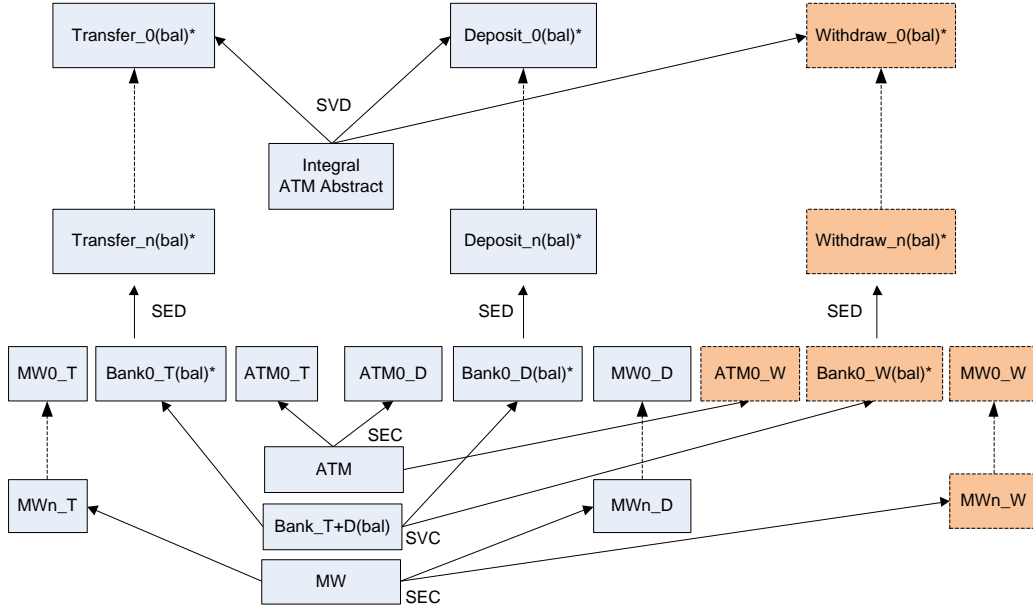 Transfer_0(bal)*
Deposit_0(bal)*
Withdraw_0(bal)*
SVD
Integral
ATM Abstract
Transfer_n(bal)*
Deposit_n(bal)*
Withdraw_n(bal)*
SED
SED
SED
MW0_T
Bank0_T(bal)*
ATM0_T
ATM0_D
Bank0_D(bal)*
MW0_D
ATM0_W
Bank0_W(bal)*
MW0_W
SEC
ATM
MWn_T
Bank_T+D(bal)
SVC
MWn_D
MWn_W
MW
SEC